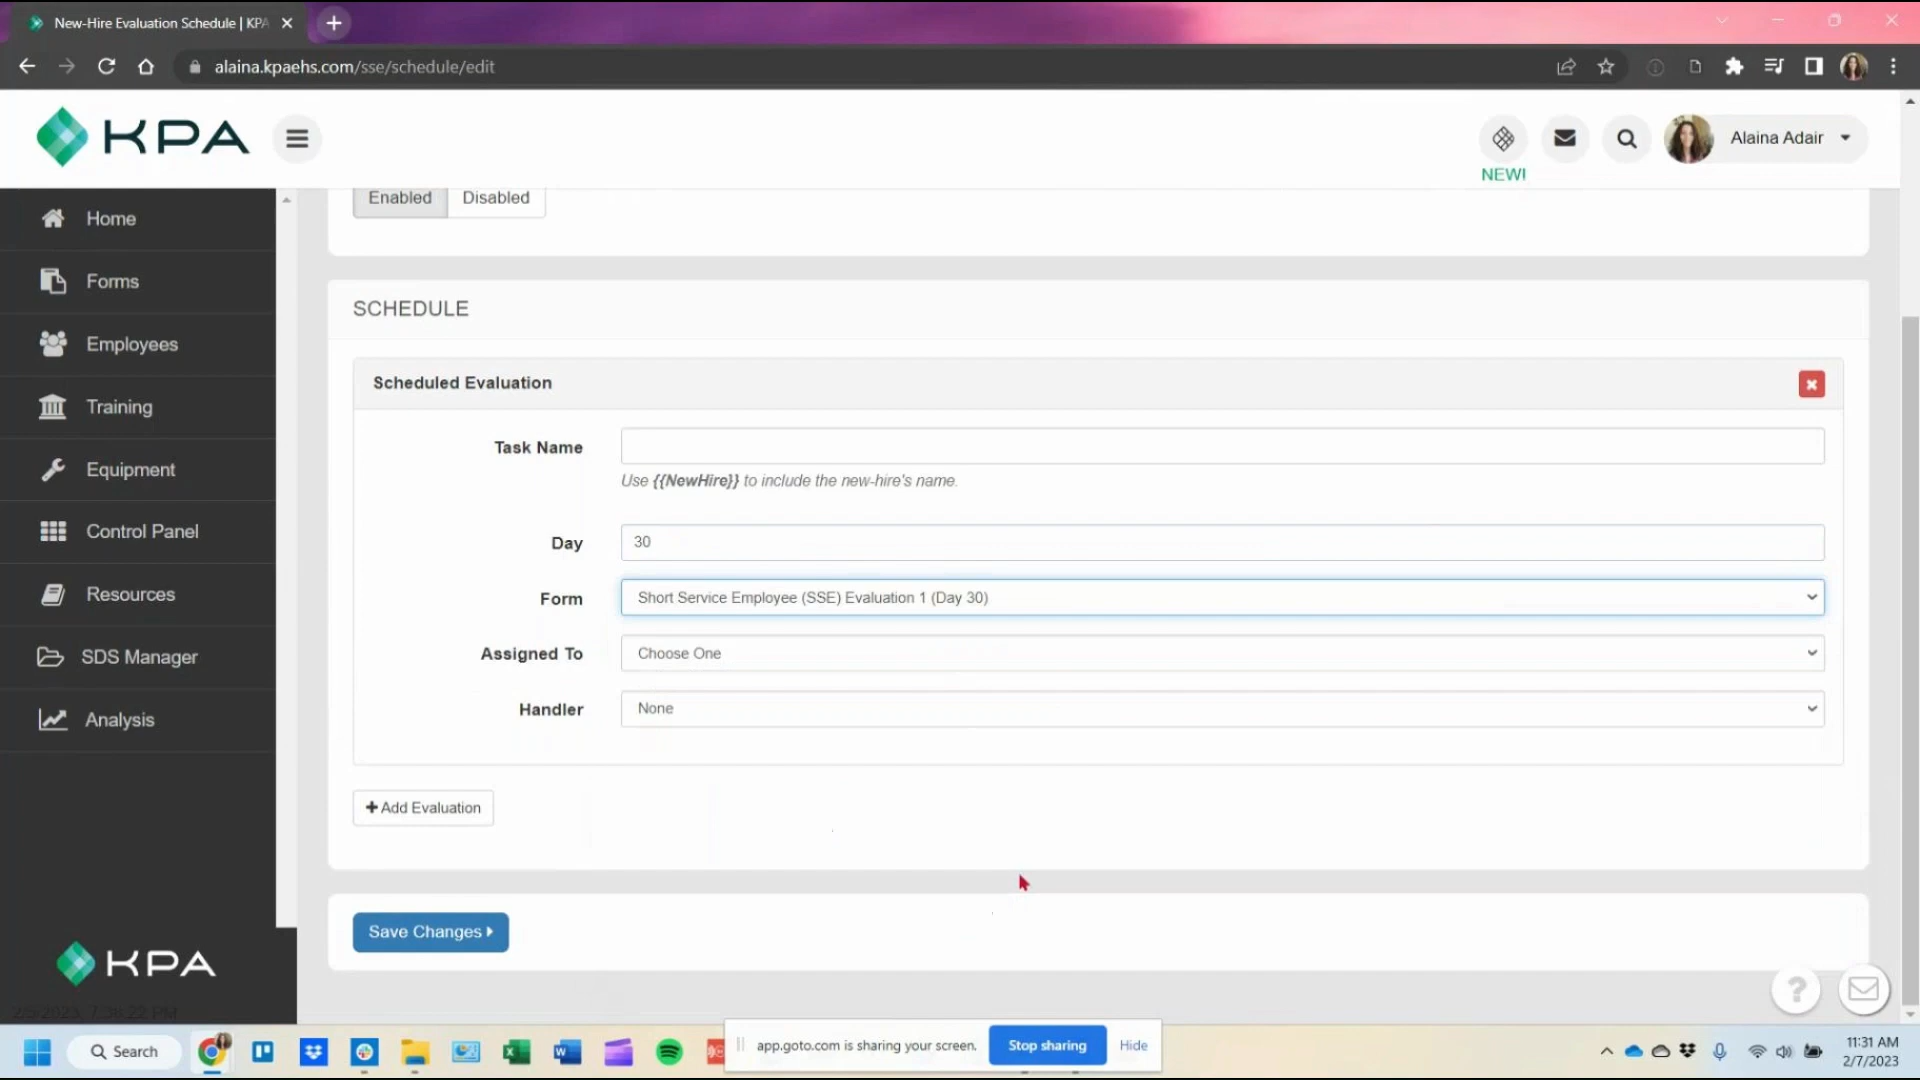 New-Hire Evaluation Schedule | KPA
alaina.kpaehs.com/sse/schedule/edit
KPA
NEW!
Alaina Adair
Home
Forms
Employees
Training
Equipment
Control Panel
Resources
SDS Manager
Analysis
KPA
Enabled
Disabled
SCHEDULE
Scheduled Evaluation
Task Name
Use {{NewHire}} to include the new-hire's name.
Day
30
Form
Short Service Employee (SSE) Evaluation 1 (Day 30)
Assigned To
Choose One
Handler
None
Add Evaluation
Save Changes
Search
app.goto.com is sharing your screen.
Stop sharing
Hide
11:31 AM
2/7/2023